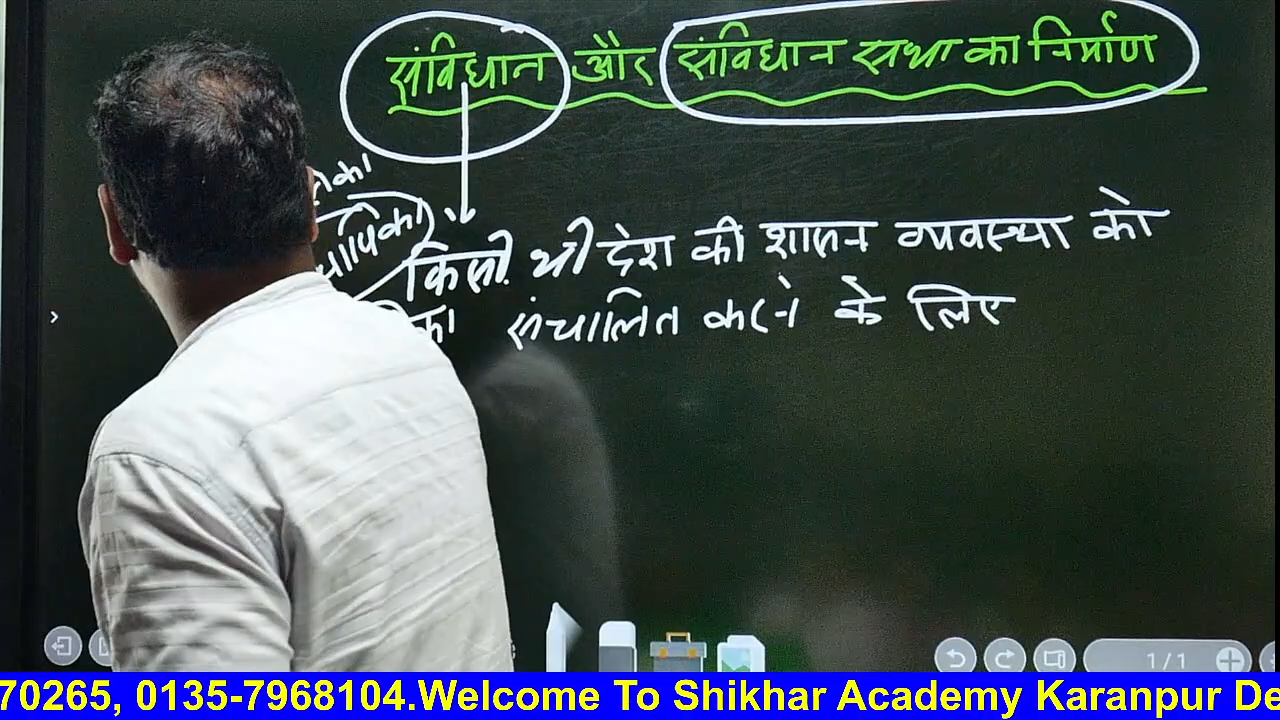 संविधान और संविधान सभा का निर्माण
किसी भी देश की शासन व्यवस्था को
संचालित करने के लिए
1/1
70265, 0135-7968104.Welcome To Shikhar Academy Karanpur De